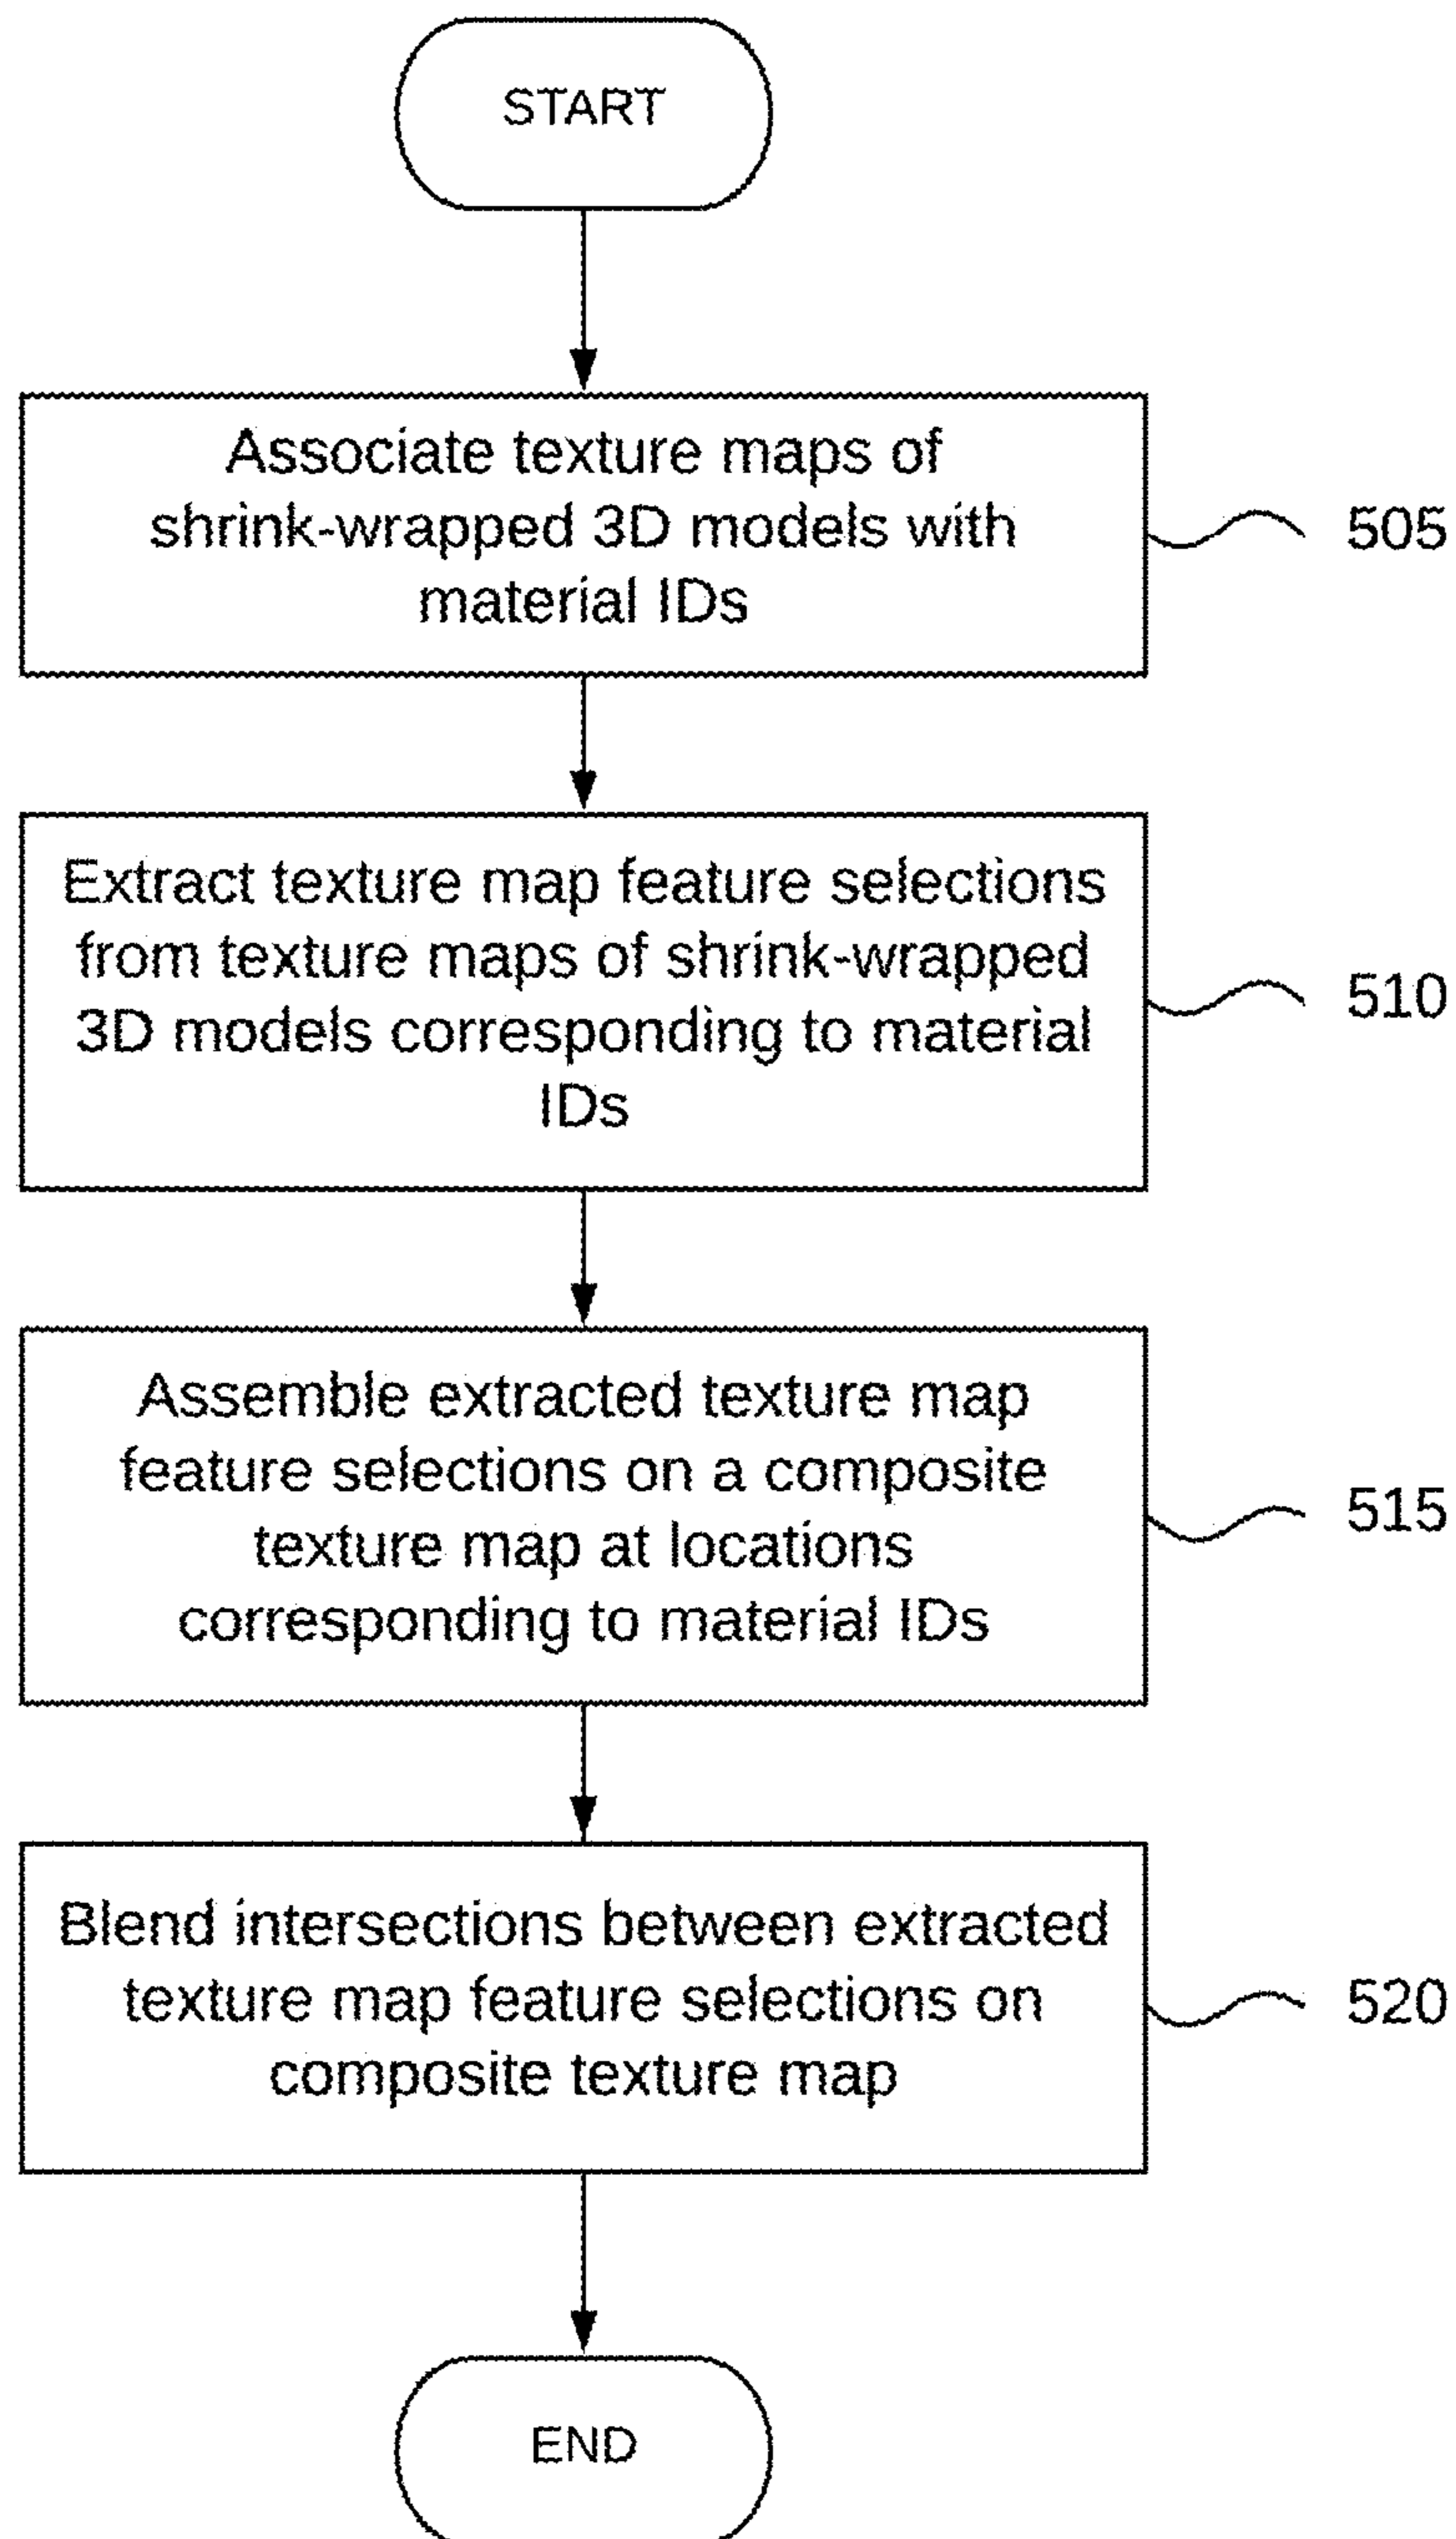 START
Associate texture maps of
shrink-wrapped 3D models with
material IDs
505
Extract texture map feature selections
from texture maps of shrink-wrapped
3D models corresponding to material
IDs
510
Assemble extracted texture map
feature selections on a composite
texture map at locations
corresponding to material IDs
515
Blend intersections between extracted
texture map feature selections on
composite texture map
520
END